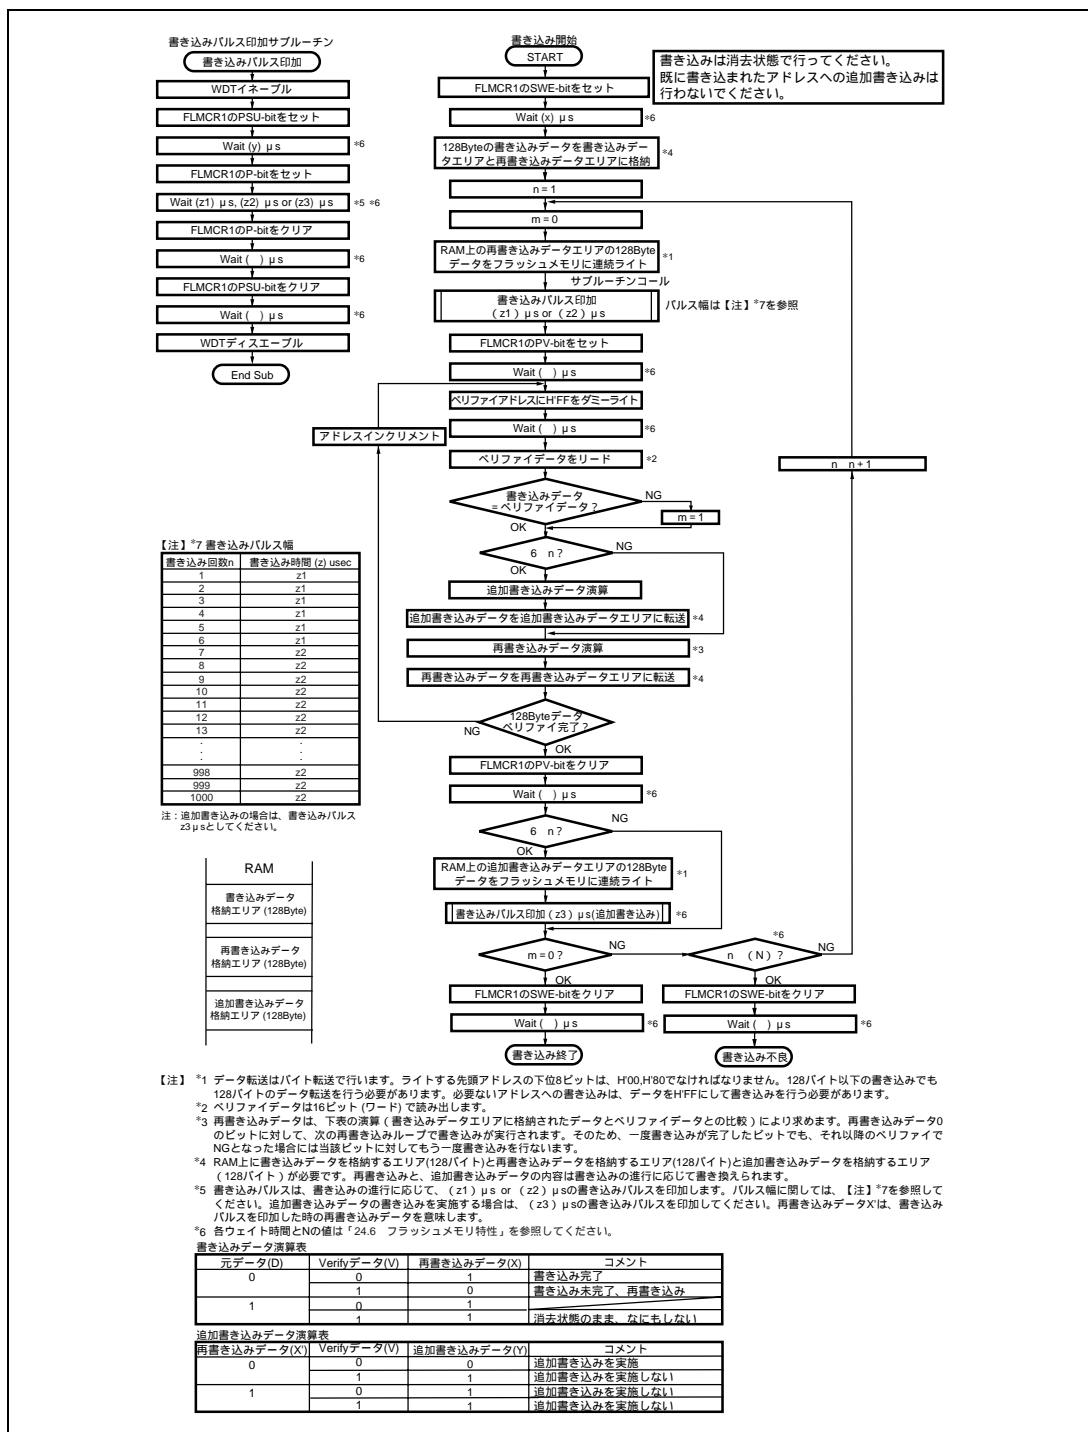 書き込みパルス印加サブルーチン
書き込みパルス印加
WDTイネーブル
FLMCR1のPSU-bitをセット
Wait (y) μs
*6
FLMCR1のP-bitをセット
Wait (z1) μs, (z2) μs or (z3) μs
*5 *6
FLMCR1のP-bitをクリア
Wait ( ) μs
*6
FLMCR1のPSU-bitをクリア
Wait ( ) μs
*6
WDTディスエーブル
End Sub
書き込み開始
START
書き込みは消去状態で行ってください。
既に書き込まれたアドレスへの追加書き込みは
行わないでください。
FLMCR1のSWE-bitをセット
Wait (x) μs
*6
128Byteの書き込みデータを書き込みデー
タエリアと再書き込みデータエリアに格納
*4
n = 1
m = 0
RAM上の再書き込みデータエリアの128Byte
データをフラッシュメモリに連続ライト
*1
サブルーチンコール
書き込みパルス印加
(z1) μs or (z2) μs
パルス幅は【注】*7を参照
FLMCR1のPV-bitをセット
Wait ( ) μs
*6
ベリファイアドレスにH'FFをダミーライト
Wait ( ) μs
*6
アドレスインクリメント
ベリファイデータをリード
*2
n n + 1
書き込みデータ
= ベリファイデータ?
NG
m = 1
OK
6 n ?
NG
OK
追加書き込みデータ演算
追加書き込みデータを追加書き込みデータエリアに転送
*4
再書き込みデータ演算
*3
再書き込みデータを再書き込みデータエリアに転送
*4
128Byteデータ
ベリファイ完了?
NG
OK
FLMCR1のPV-bitをクリア
Wait ( ) μs
*6
6 n ?
NG
OK
RAM上の追加書き込みデータエリアの128Byte
データをフラッシュメモリに連続ライト
*1
書き込みパルス印加 (z3) μs(追加書き込み)
*6
m = 0 ?
NG
*6
n (N) ?
NG
OK
OK
FLMCR1のSWE-bitをクリア
FLMCR1のSWE-bitをクリア
Wait ( ) μs
*6
Wait ( ) μs
*6
書き込み終了
書き込み不良
【注】*7 書き込みパルス幅
書き込み回数n 書き込み時間 (z) usec
1 z1
2 z1
3 z1
4 z1
5 z1
6 z1
7 z2
8 z2
9 z2
10 z2
11 z2
12 z2
13 z2
: :
998 z2
999 z2
1000 z2
注:追加書き込みの場合は、書き込みパルス
z3 μsとしてください。
RAM
書き込みデータ
格納エリア (128Byte)
再書き込みデータ
格納エリア (128Byte)
追加書き込みデータ
格納エリア (128Byte)
【注】 *1 データ転送はバイト転送で行います。ライトする先頭アドレスの下位8ビットは、H'00,H'80でなければなりません。128バイト以下の書き込みでも
128バイトのデータ転送を行う必要があります。必要ないアドレスへの書き込みは、データをH'FFにして書き込みを行う必要があります。
*2 ベリファイデータは16ビット (ワード) で読み出します。
*3 再書き込みデータは、下表の演算 (書き込みデータエリアに格納されたデータとベリファイデータとの比較) により求めます。再書き込みデータ0
のビットに対して、次の再書き込みループで書き込みが実行されます。そのため、一度書き込みが完了したビットでも、それ以降のベリファイで
NGとなった場合には当該ビットに対してもう一度書き込みを行ないます。
*4 RAM上に書き込みデータを格納するエリア(128バイト)と再書き込みデータを格納するエリア(128バイト)と追加書き込みデータを格納するエリア
(128バイト) が必要です。再書き込みと、追加書き込みデータの内容は書き込みの進行に応じて書き換えられます。
*5 書き込みパルスは、書き込みの進行に応じて、(z1) μs or (z2) μsの書き込みパルスを印加します。パルス幅に関しては、【注】*7を参照して
ください。追加書き込みデータの書き込みを実施する場合は、(z3) μsの書き込みパルスを印加してください。再書き込みデータX'は、書き込み
パルスを印加した時の再書き込みデータを意味します。
*6 各ウェイト時間とNの値は「24.6 フラッシュメモリ特性」を参照してください。
書き込みデータ演算表
元データ(D) Verifyデータ(V) 再書き込みデータ(X) コメント
0 0 1 書き込み完了
1 0 書き込み未完了、再書き込み
1 0 1
1 1 消去状態のまま、なにもしない
追加書き込みデータ演算表
再書き込みデータ(X') Verifyデータ(V) 追加書き込みデータ(Y) コメント
0 0 0 追加書き込みを実施
1 1 追加書き込みを実施しない
1 0 1 追加書き込みを実施しない
1 1 追加書き込みを実施しない